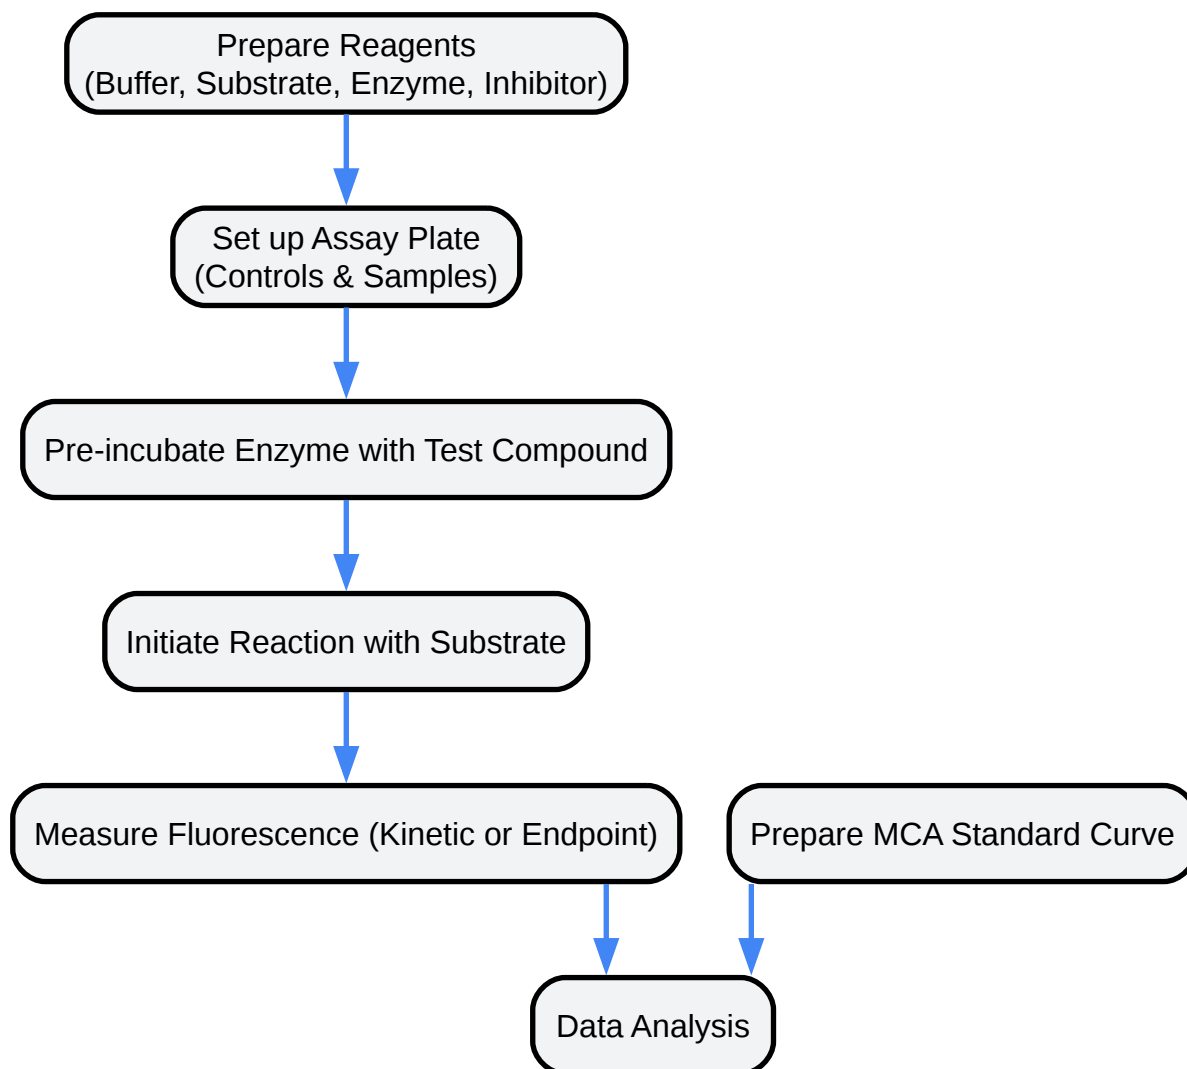 Prepare Reagents
(Buffer, Substrate, Enzyme, Inhibitor)
Set up Assay Plate
(Controls & Samples)
Pre-incubate Enzyme with Test Compound
Initiate Reaction with Substrate
Measure Fluorescence (Kinetic or Endpoint)
Prepare MCA Standard Curve
Data Analysis